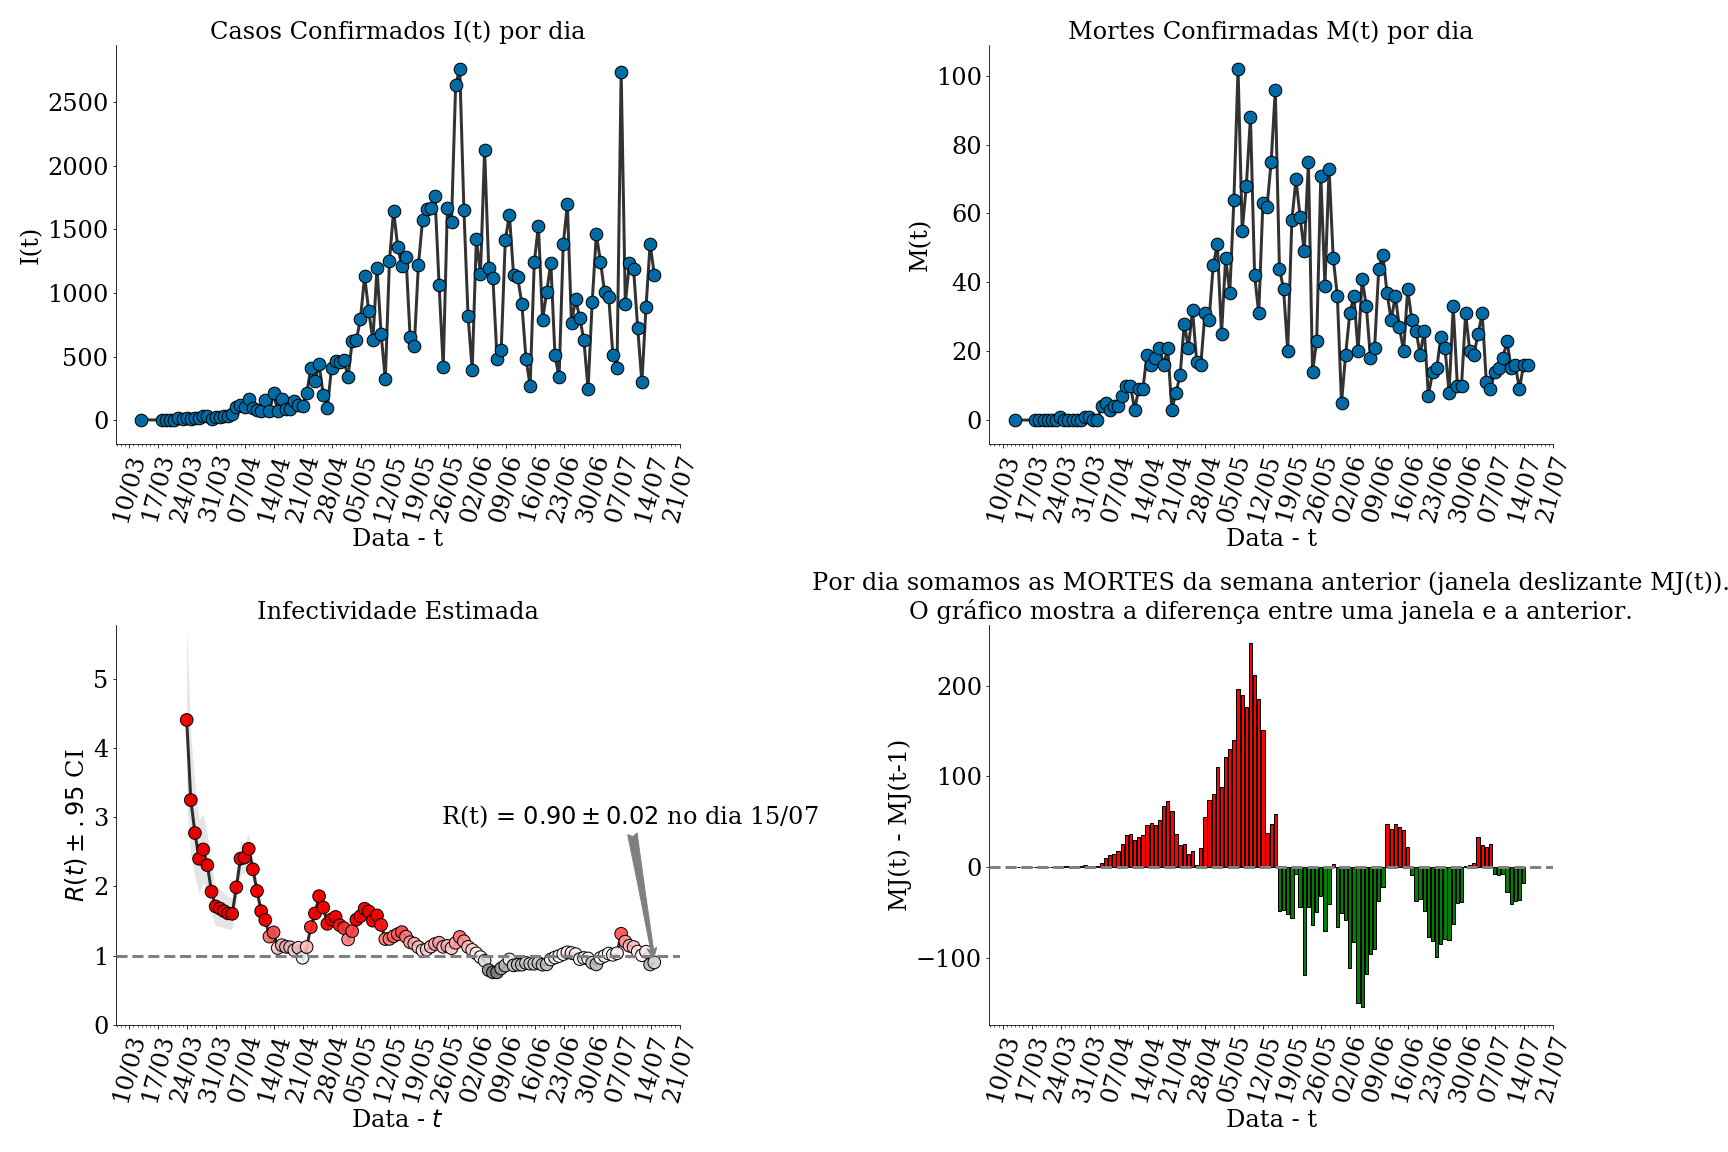 Casos Confirmados I(t) por dia
I(t)
2500
2000
1500
1000
500
0
10/03 17/03 24/03 31/03 07/04 14/04 21/04 28/04 05/05 12/05 19/05 26/05 02/06 09/06 16/06 23/06 30/06 07/07 14/07 21/07
Data - t
Mortes Confirmadas M(t) por dia
M(t)
100
80
60
40
20
0
10/03 17/03 24/03 31/03 07/04 14/04 21/04 28/04 05/05 12/05 19/05 26/05 02/06 09/06 16/06 23/06 30/06 07/07 14/07 21/07
Data - t
Infectividade Estimada
R(t) ± .95 CI
5
4
3
2
1
0
R(t) = 0.90 ± 0.02 no dia 15/07
10/03 17/03 24/03 31/03 07/04 14/04 21/04 28/04 05/05 12/05 19/05 26/05 02/06 09/06 16/06 23/06 30/06 07/07 14/07 21/07
Data - t
Por dia somamos as MORTES da semana anterior (janela deslizante MJ(t)).
O gráfico mostra a diferença entre uma janela e a anterior.
MJ(t) - MJ(t-1)
200
100
0
−100
10/03 17/03 24/03 31/03 07/04 14/04 21/04 28/04 05/05 12/05 19/05 26/05 02/06 09/06 16/06 23/06 30/06 07/07 14/07 21/07
Data - t